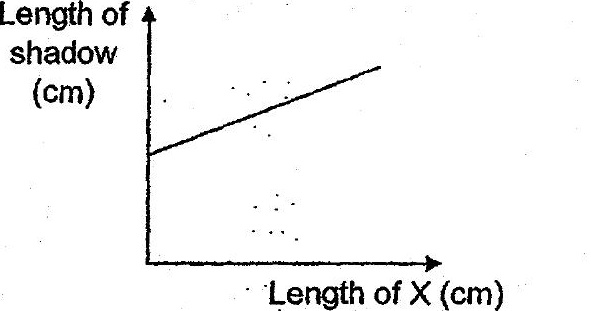 Length of
shadow
(cm)
Length of X (cm)